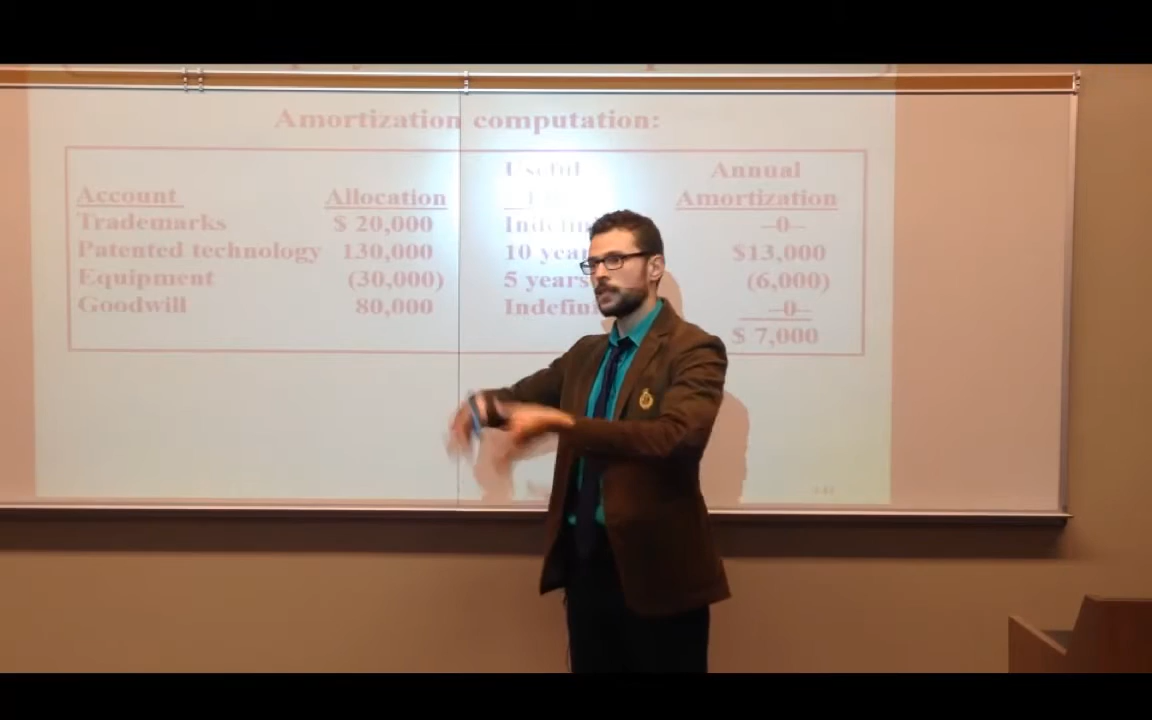 Amortization computation:
Useful Annual
Account Allocation Amortization
Trademarks $ 20,000 –0–
Patented technology 130,000 10 $13,000
Equipment (30,000) 5 years (6,000)
Goodwill 80,000 –0–
$ 7,000